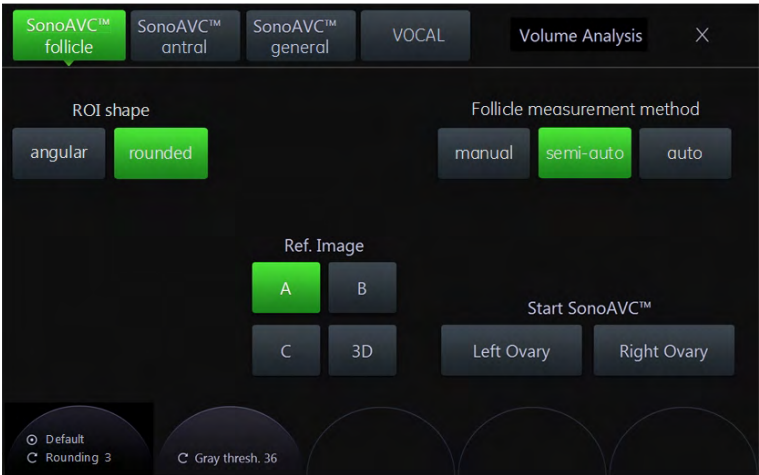 SonoAVC™ follicle
SonoAVC™ antral
SonoAVC™ general
VOCAL
Volume Analysis
X
ROI shape
angular
rounded
Follicle measurement method
manual
semi-auto
auto
Ref. Image
A
B
C
3D
Start SonoAVC™
Left Ovary
Right Ovary
Default
Rounding 3
Gray thresh. 36